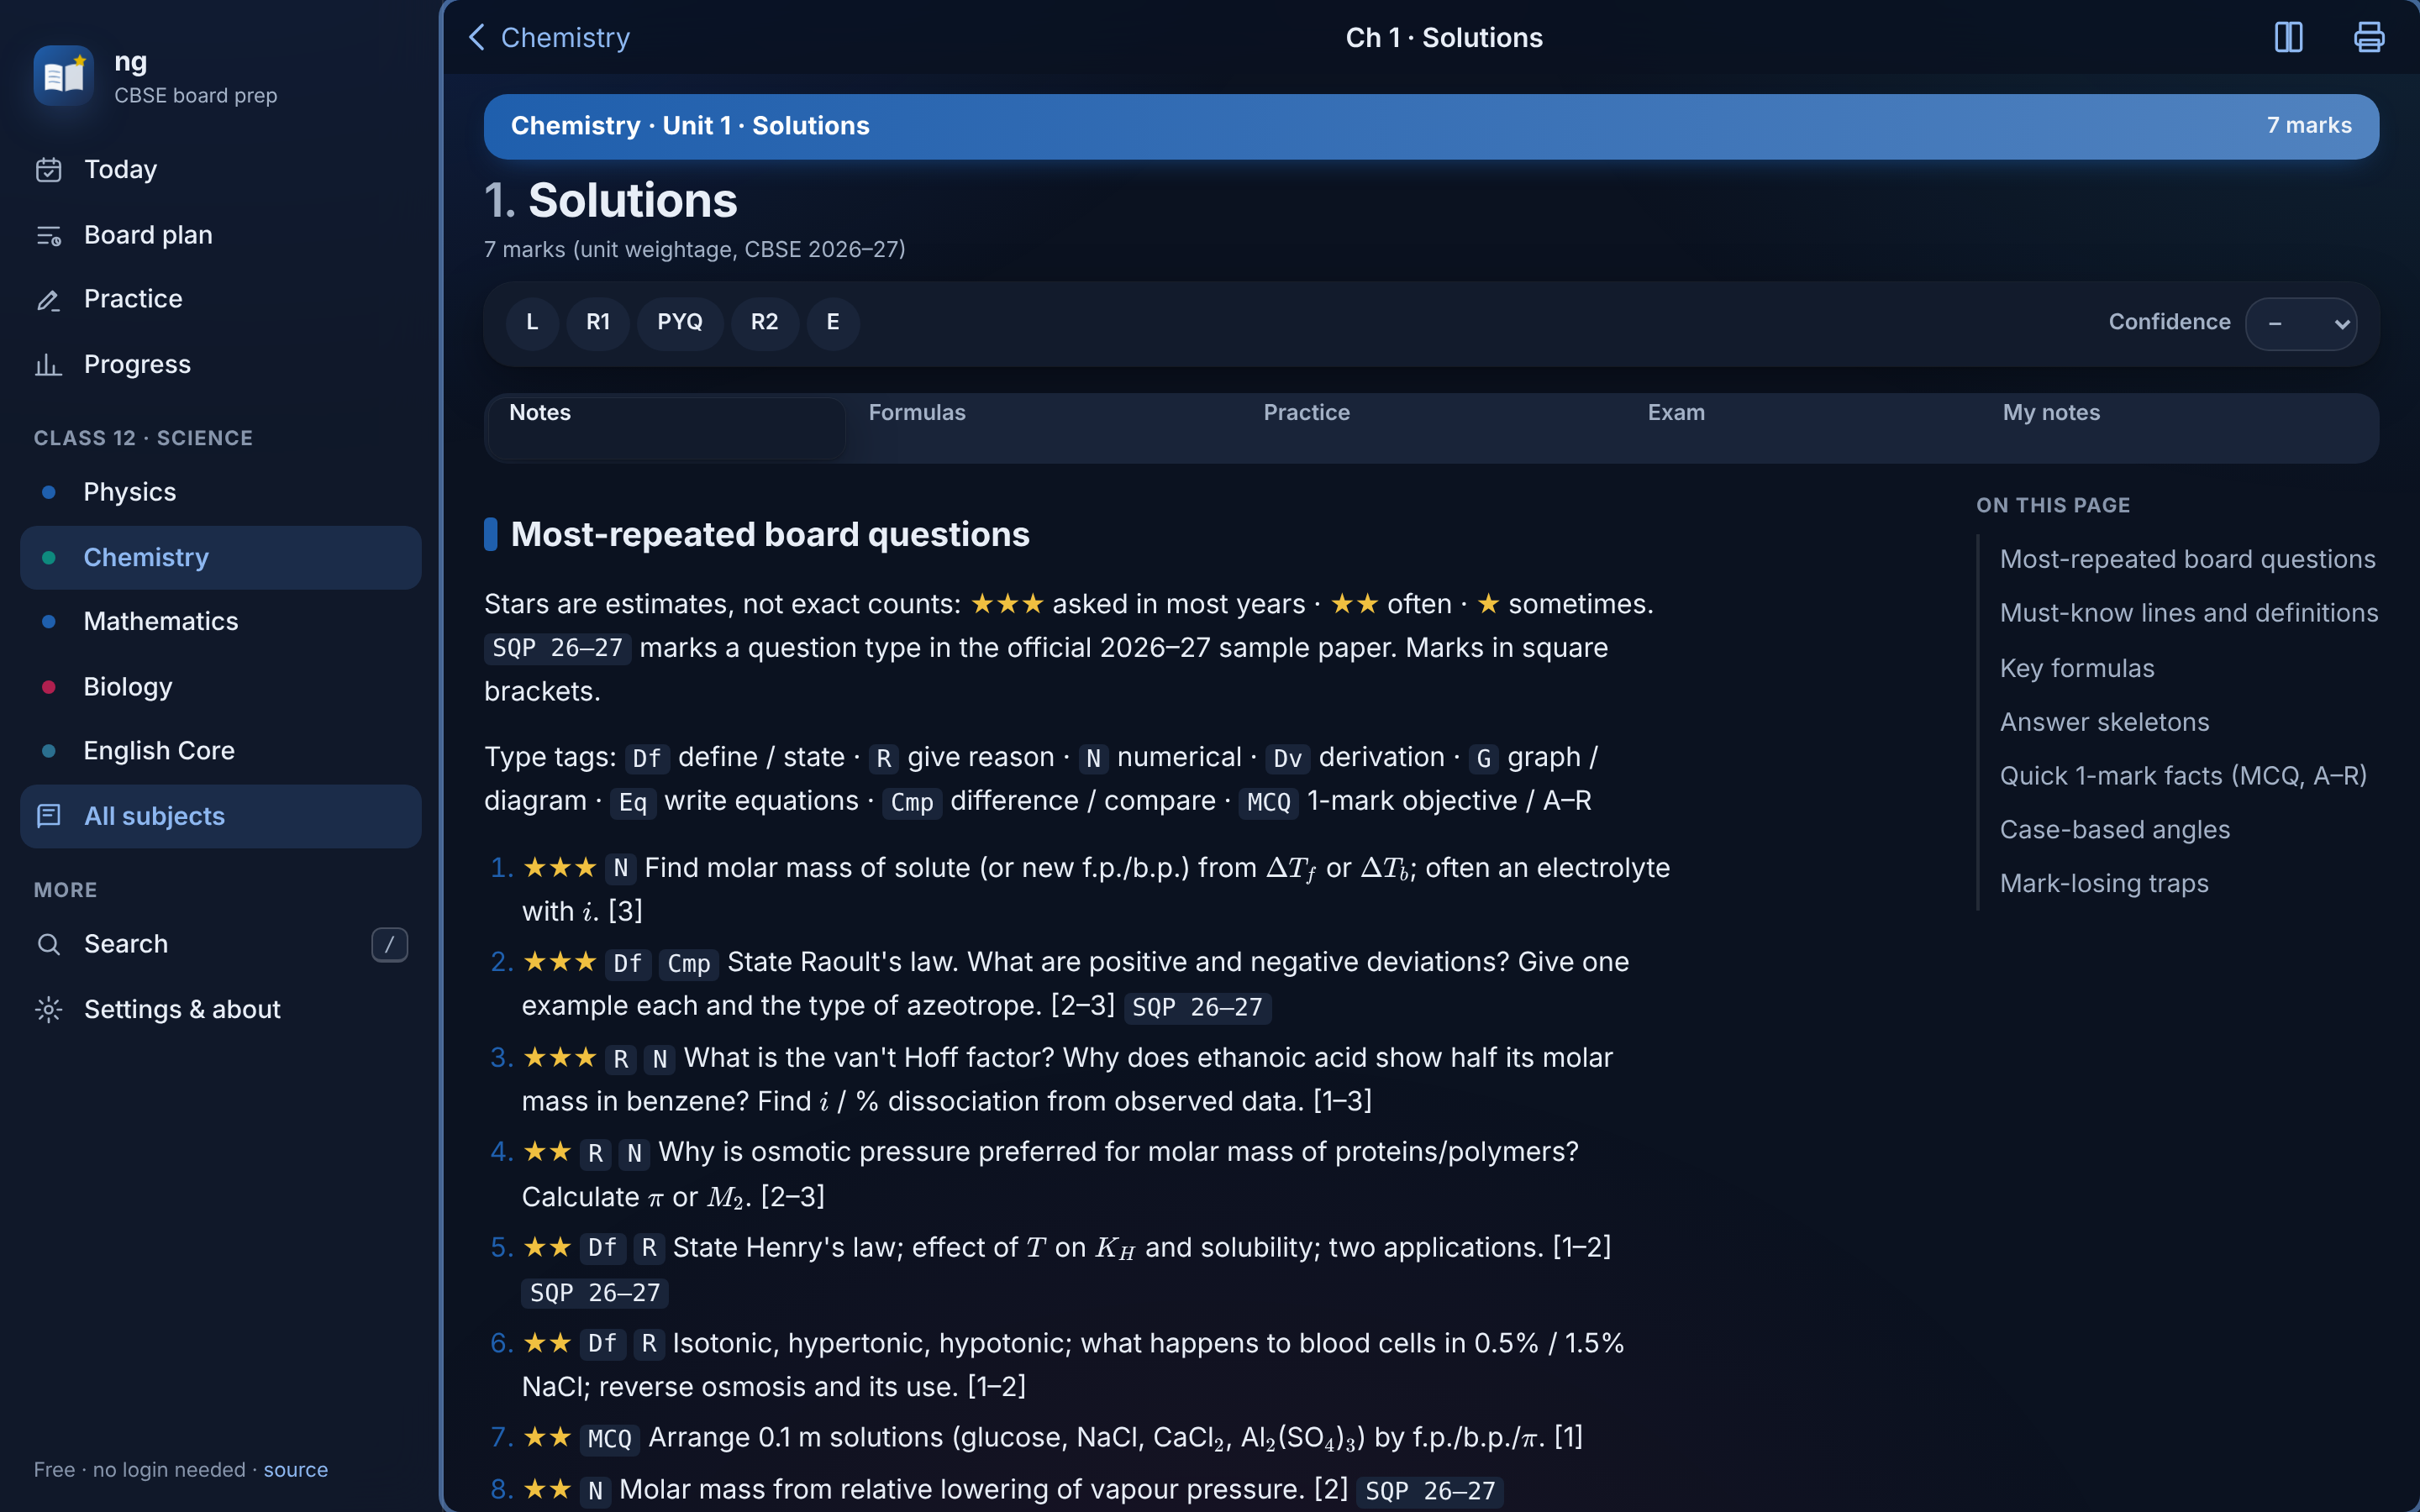 ng
CBSE board prep
Today
Board plan
Practice
Progress
CLASS 12 · SCIENCE
Physics
Chemistry
Mathematics
Biology
English Core
All subjects
MORE
Search
/
Settings & about
Free · no login needed · source
Chemistry
Ch 1 · Solutions
Chemistry · Unit 1 · Solutions
7 marks
1. Solutions
7 marks (unit weightage, CBSE 2026–27)
L R1 PYQ R2 E
Confidence –
Notes Formulas Practice Exam My notes
Most-repeated board questions
Stars are estimates, not exact counts: ★★★ asked in most years · ★★ often · ★ sometimes.
SQP 26–27 marks a question type in the official 2026–27 sample paper. Marks in square
brackets.
Type tags: Df define / state · R give reason · N numerical · Dv derivation · G graph /
diagram · Eq write equations · Cmp difference / compare · MCQ 1-mark objective / A–R
1. ★★★ N Find molar mass of solute (or new f.p./b.p.) from ΔT_f or ΔT_b; often an electrolyte
with i. [3]
2. ★★★ Df Cmp State Raoult's law. What are positive and negative deviations? Give one
example each and the type of azeotrope. [2–3] SQP 26–27
3. ★★★ R N What is the van't Hoff factor? Why does ethanoic acid show half its molar
mass in benzene? Find i / % dissociation from observed data. [1–3]
4. ★★ R N Why is osmotic pressure preferred for molar mass of proteins/polymers?
Calculate π or M₂. [2–3]
5. ★★ Df R State Henry's law; effect of T on K_H and solubility; two applications. [1–2]
SQP 26–27
6. ★★ Df R Isotonic, hypertonic, hypotonic; what happens to blood cells in 0.5% / 1.5%
NaCl; reverse osmosis and its use. [1–2]
7. ★★ MCQ Arrange 0.1 m solutions (glucose, NaCl, CaCl₂, Al₂(SO₄)₃) by f.p./b.p./π. [1]
8. ★★ N Molar mass from relative lowering of vapour pressure. [2] SQP 26–27
ON THIS PAGE
Most-repeated board questions
Must-know lines and definitions
Key formulas
Answer skeletons
Quick 1-mark facts (MCQ, A–R)
Case-based angles
Mark-losing traps